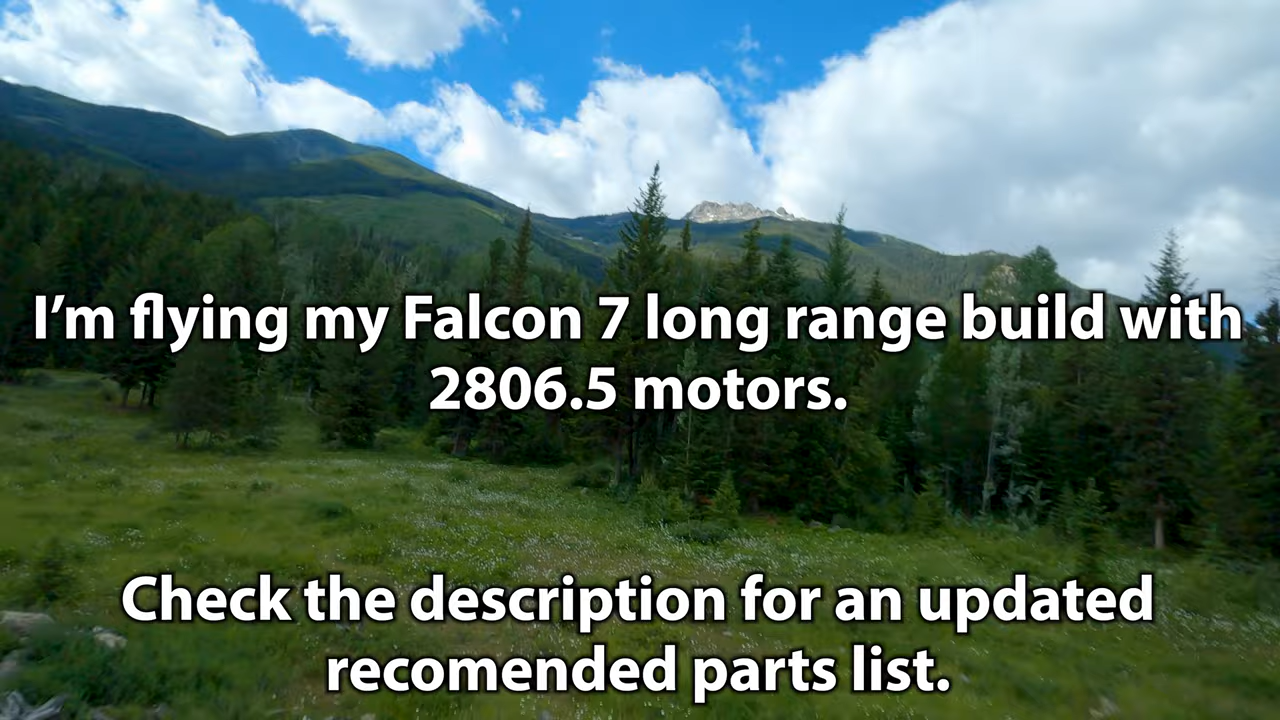 I’m flying my Falcon 7 long range build with
2806.5 motors.
Check the description for an updated
recomended parts list.